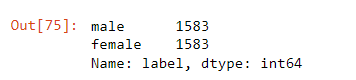 Out[75]: male 1583
female 1583
Name: label, dtype: int64